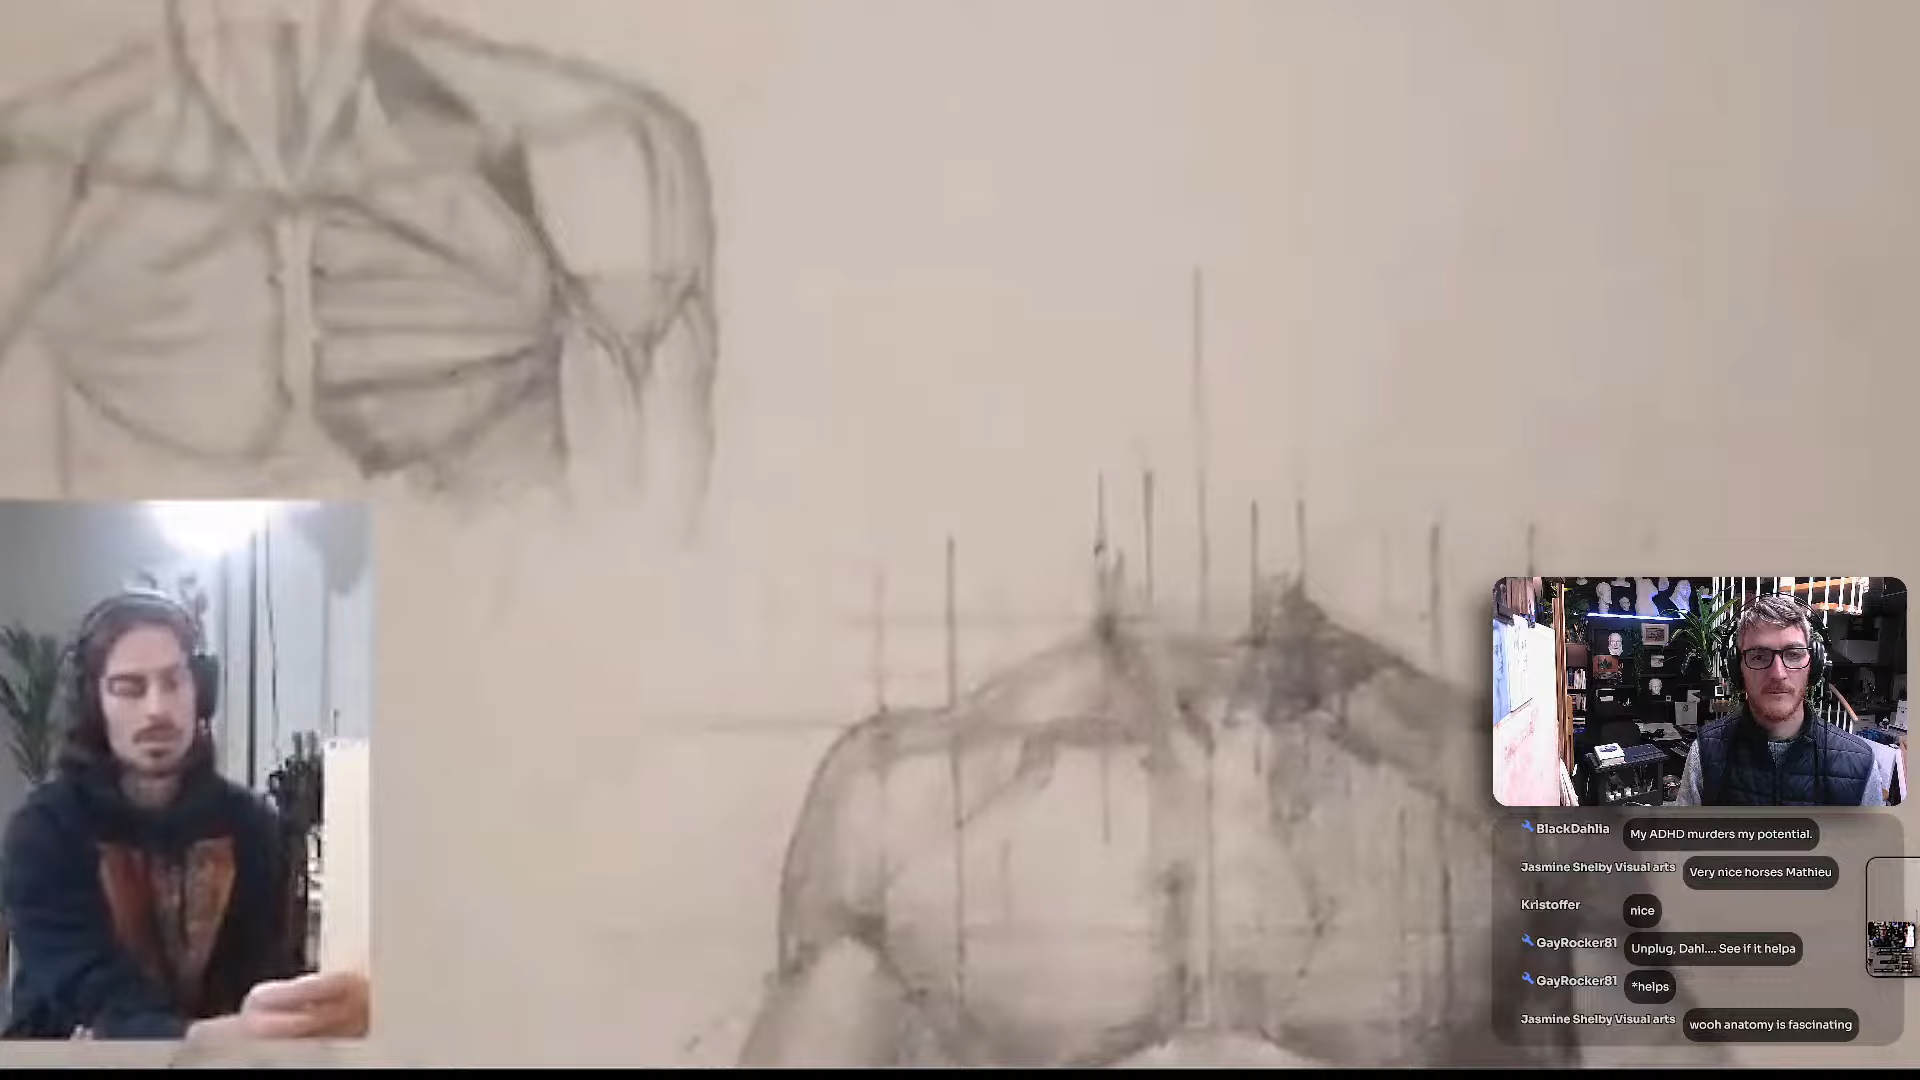 BlackDahlia My ADHD murders my potential.
Jasmine Shelby Visual arts Very nice horses Mathieu
Kristoffer nice
GayRocker81 Unplug, Dahl.... See if it helpa
GayRocker81 *helps
Jasmine Shelby Visual arts wooh anatomy is fascinating